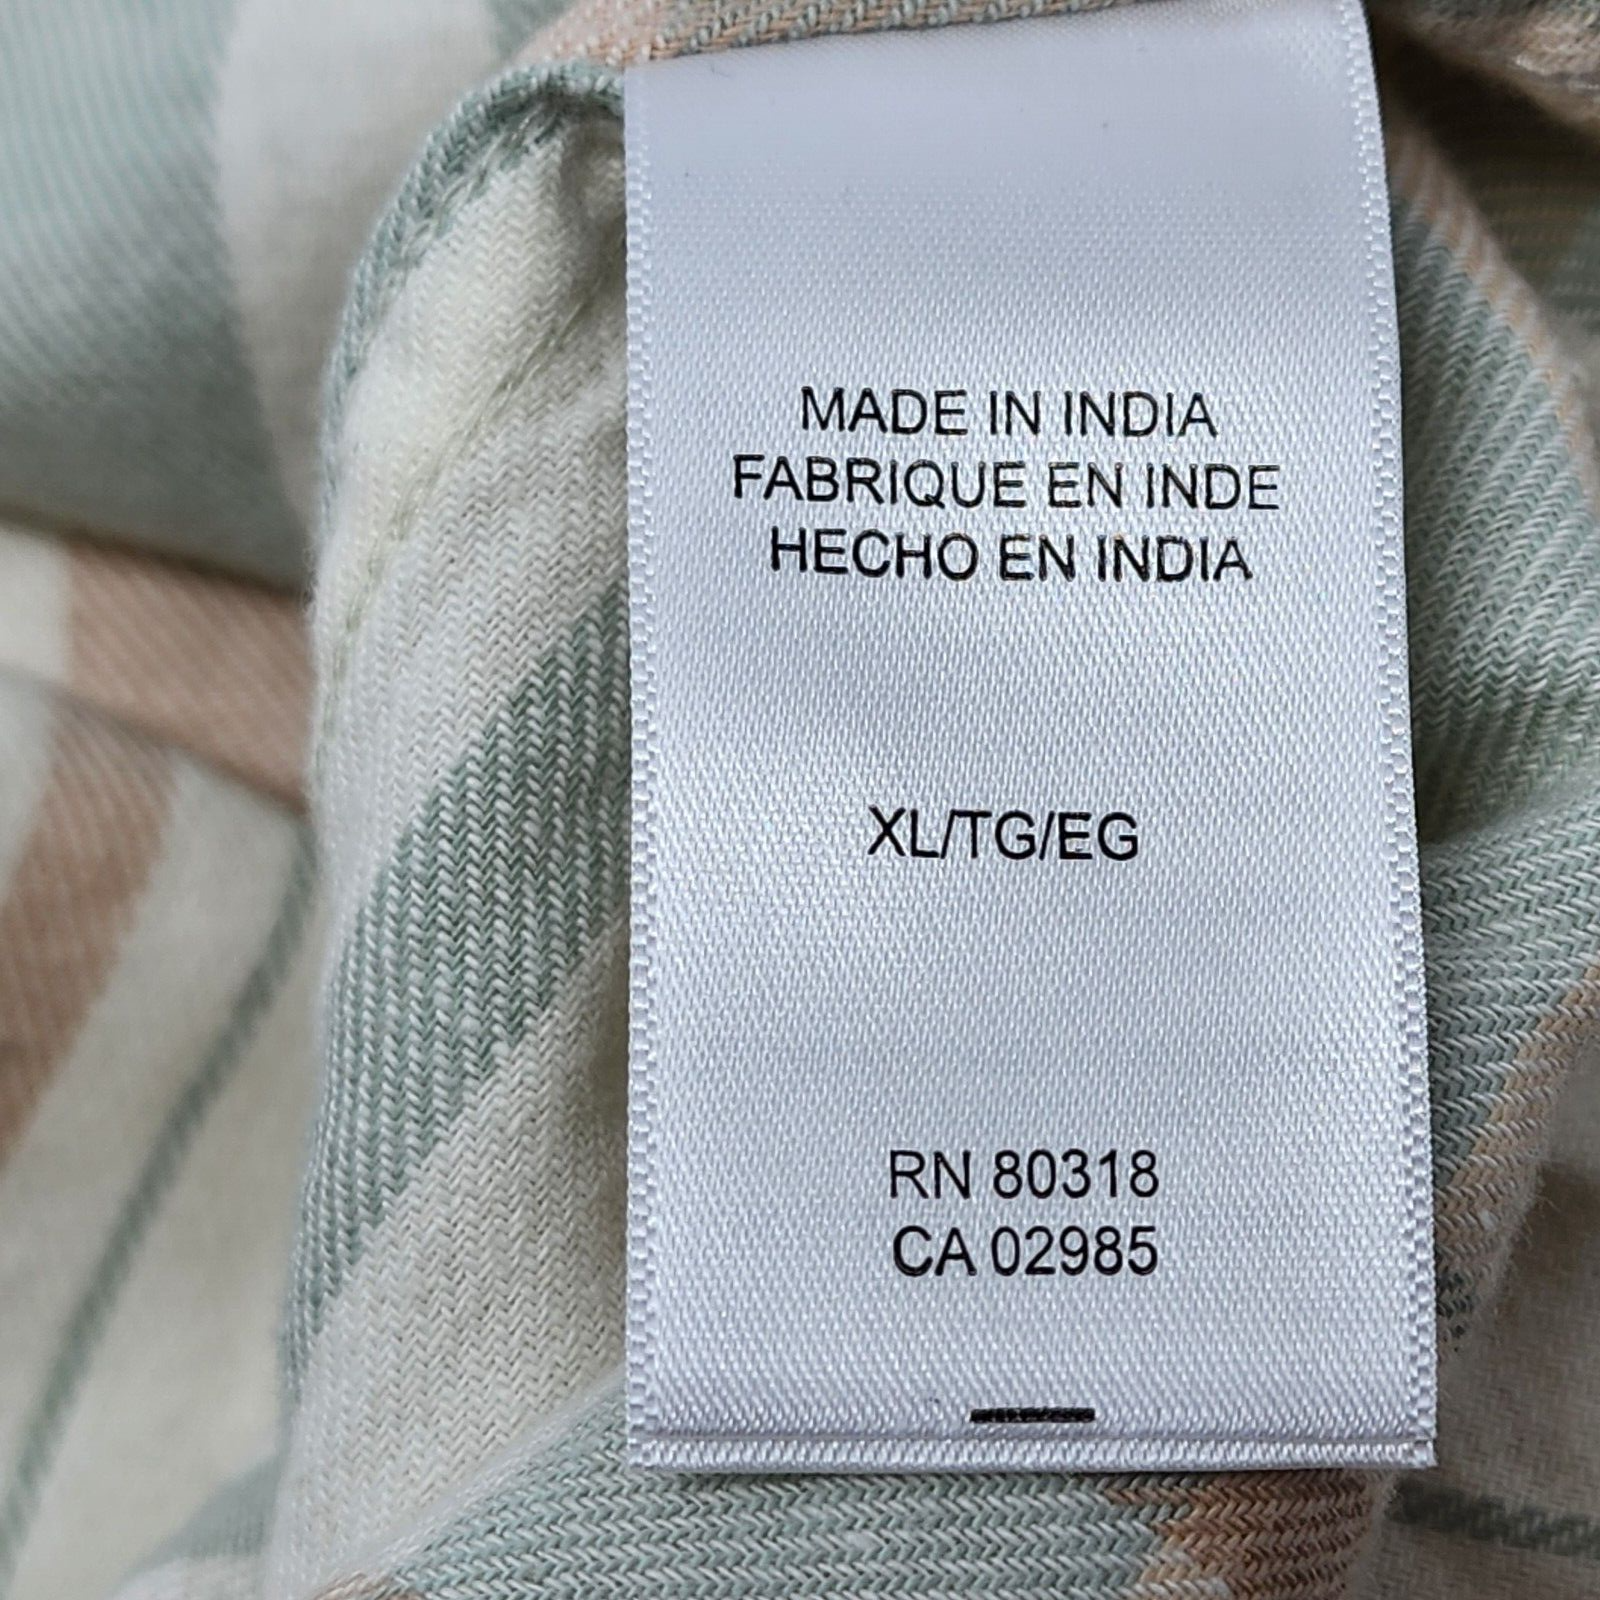 MADE IN INDIA
FABRIQUE EN INDE
HECHO EN INDIA
XL/TG/EG
RN 80318
CA 02985